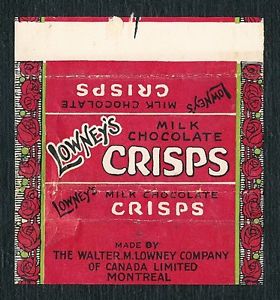 LOWNEY'S
MILK CHOCOLATE
CRISPS
LOWNEY'S
MILK
CHOCOLATE
CRISPS
LOWNEY'S
MILK CHOCOLATE
CRISPS
MADE BY
THE WALTER.M.LOWNEY COMPANY
OF CANADA LIMITED
MONTREAL